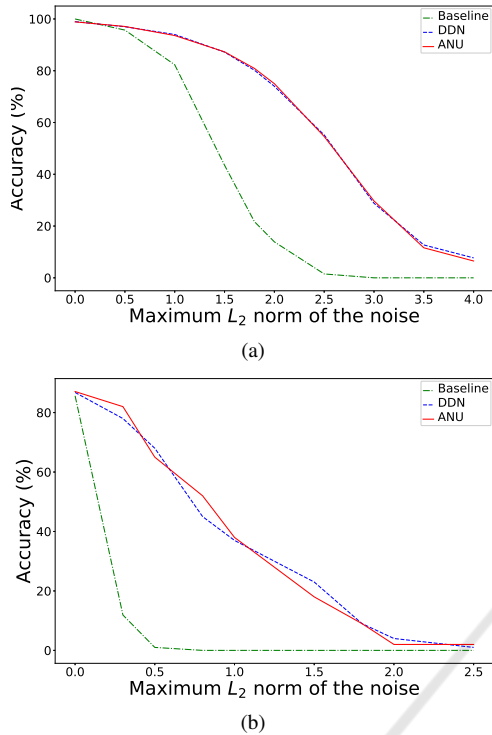 100
80
60
40
20
0
Accuracy (%)
Baseline
DDN
ANU
0.0 0.5 1.0 1.5 2.0 2.5 3.0 3.5 4.0
Maximum L2 norm of the noise
(a)
80
60
40
20
0
Accuracy (%)
Baseline
DDN
ANU
0.0 0.5 1.0 1.5 2.0 2.5
Maximum L2 norm of the noise
(b)